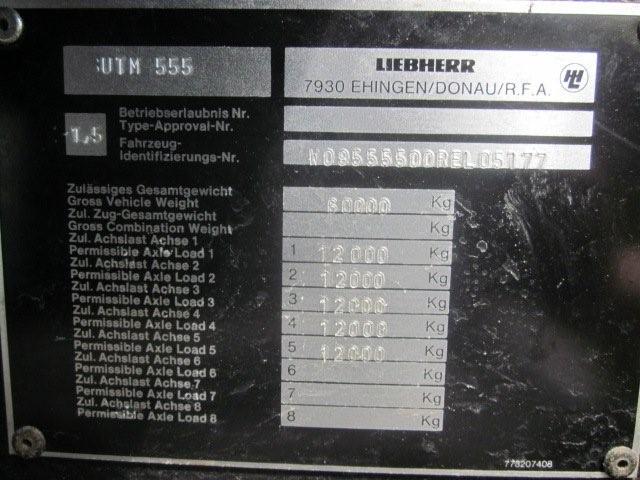 UTM 555
LIEBHERR
7930 EHINGEN/DONAU/R.F.A.
Betriebserlaubnis Nr.
Type-Approval-Nr.
1,5
Fahrzeug-
Identifizierungs-Nr. W09555500REL05177
Zulässiges Gesamtgewicht
Gross Vehicle Weight 60000 Kg
Zul. Zug-Gesamtgewicht
Gross Combination Weight Kg
Zul. Achslast Achse 1
Permissible Axle Load 1 1 12000 Kg
Zul. Achslast Achse 2
Permissible Axle Load 2 2 12000 Kg
Zul. Achslast Achse 3
Permissible Axle Load 3 3 12000 Kg
Zul. Achslast Achse 4
Permissible Axle Load 4 4 12000 Kg
Zul. Achslast Achse 5
Permissible Axle Load 5 5 12000 Kg
Zul. Achslast Achse 6
Permissible Axle Load 6 6 Kg
Zul. Achslast Achse 7
Permissible Axle Load 7 7 Kg
Zul. Achslast Achse 8
Permissible Axle Load 8 8 Kg
778207408